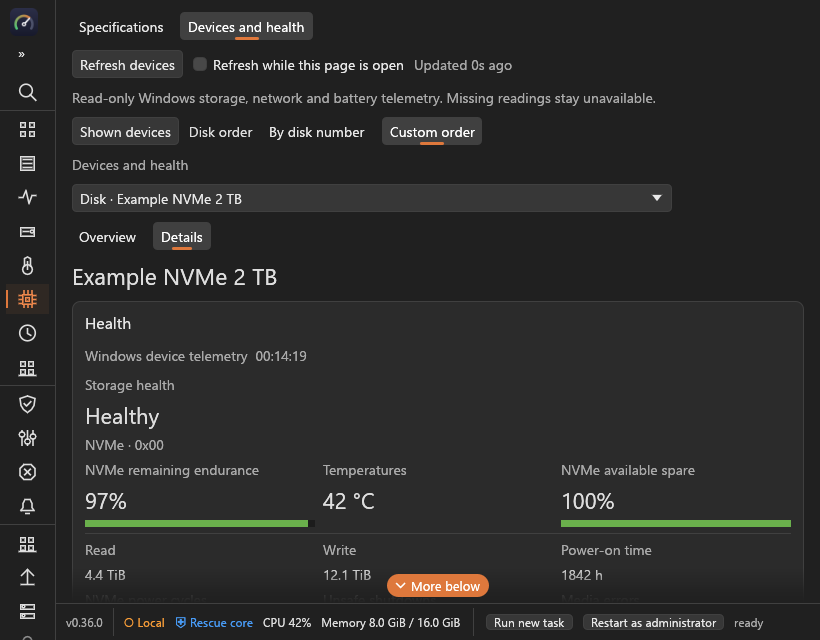 Specifications Devices and health
»
Refresh devices Refresh while this page is open Updated 0s ago
Read-only Windows storage, network and battery telemetry. Missing readings stay unavailable.
Shown devices Disk order By disk number Custom order
Devices and health
Disk · Example NVMe 2 TB
Overview Details
Example NVMe 2 TB
Health
Windows device telemetry 00:14:19
Storage health
Healthy
NVMe · 0x00
NVMe remaining endurance Temperatures NVMe available spare
97% 42 °C 100%
Read Write Power-on time
4.4 TiB 12.1 TiB 1842 h
More below
v0.36.0 Local Rescue core CPU 42% Memory 8.0 GiB / 16.0 GiB Run new task Restart as administrator ready